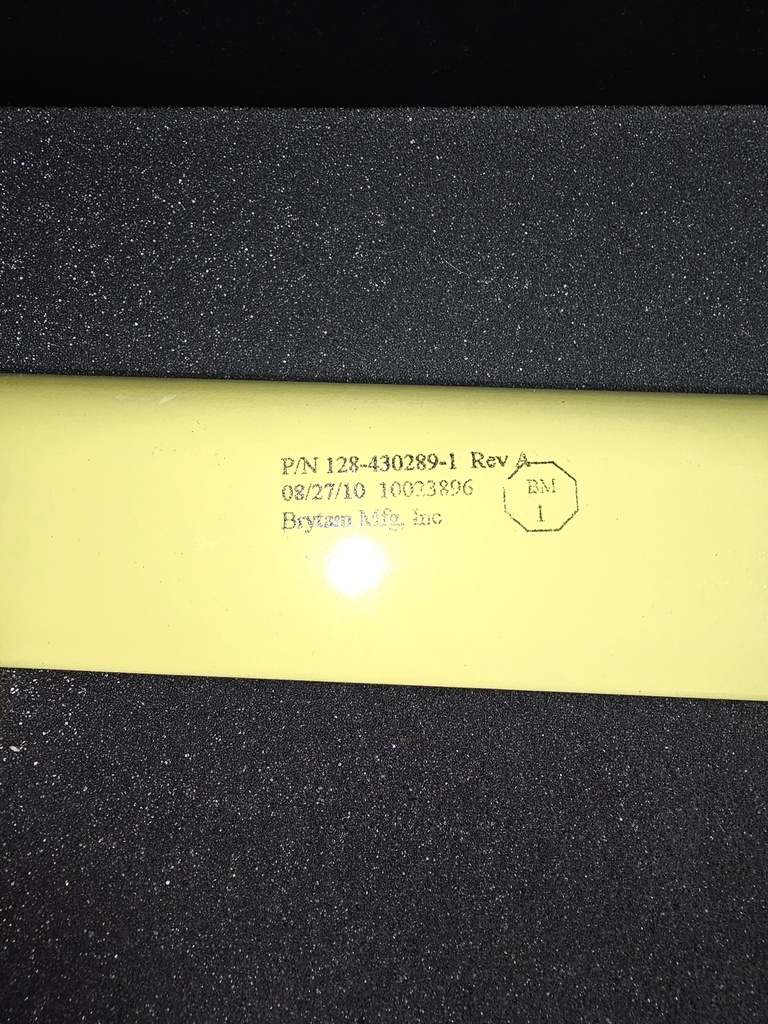 P/N 128-430289-1 Rev A
08/27/10 10023896
Brytam Mfg, Inc
BM
1